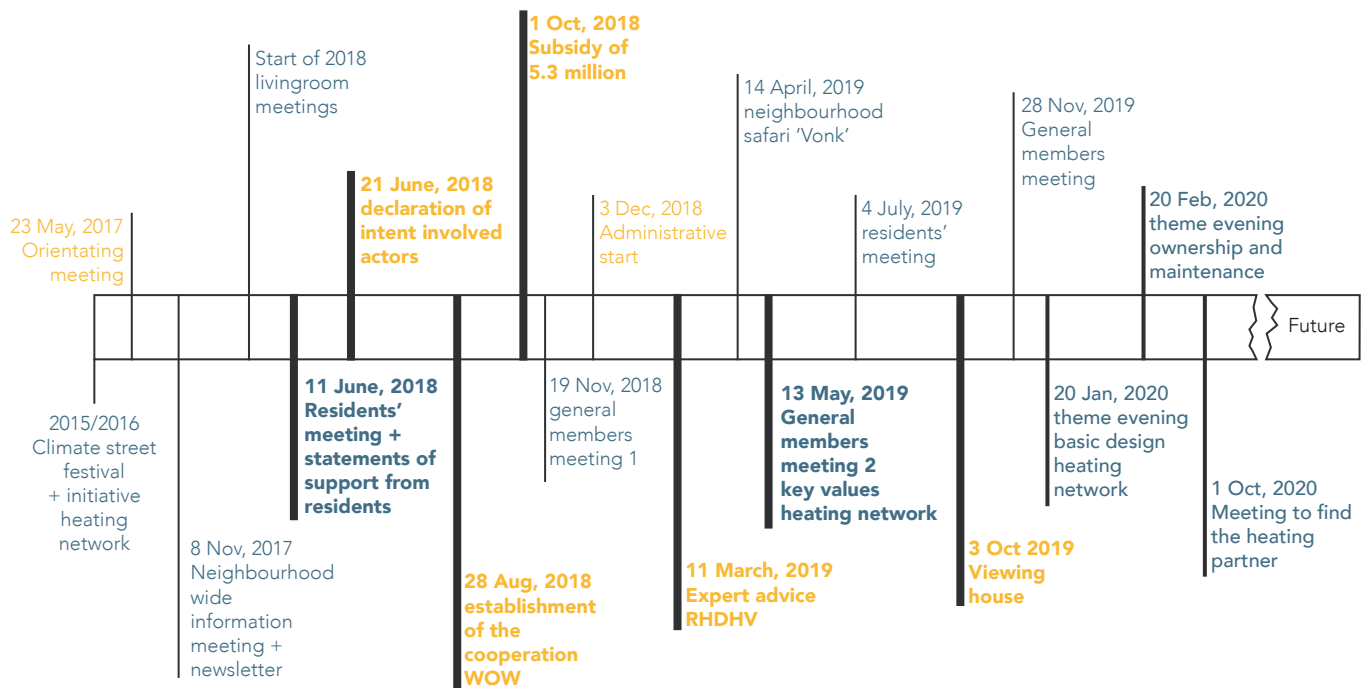 1 Oct, 2018
Subsidy of
5.3 million
Start of 2018
livingroom
meetings
14 April, 2019
neighbourhood
safari 'Vonk'
28 Nov, 2019
General
members
meeting
21 June, 2018
declaration of
intent involved
actors
23 May, 2017
Orientating
meeting
3 Dec, 2018
Administrative
start
4 July, 2019
residents'
meeting
20 Feb, 2020
theme evening
ownership and
maintenance
Future
2015/2016
Climate street
festival
+ initiative
heating
network
11 June, 2018
Residents'
meeting +
statements of
support from
residents
19 Nov, 2018
general
members
meeting 1
13 May, 2019
General
members
meeting 2
key values
heating network
20 Jan, 2020
theme evening
basic design
heating
network
1 Oct, 2020
Meeting to find
the heating
partner
8 Nov, 2017
Neighbourhood
wide
information
meeting +
newsletter
28 Aug, 2018
establishment
of the
cooperation
WOW
11 March, 2019
Expert advice
RHDHV
3 Oct 2019
Viewing
house